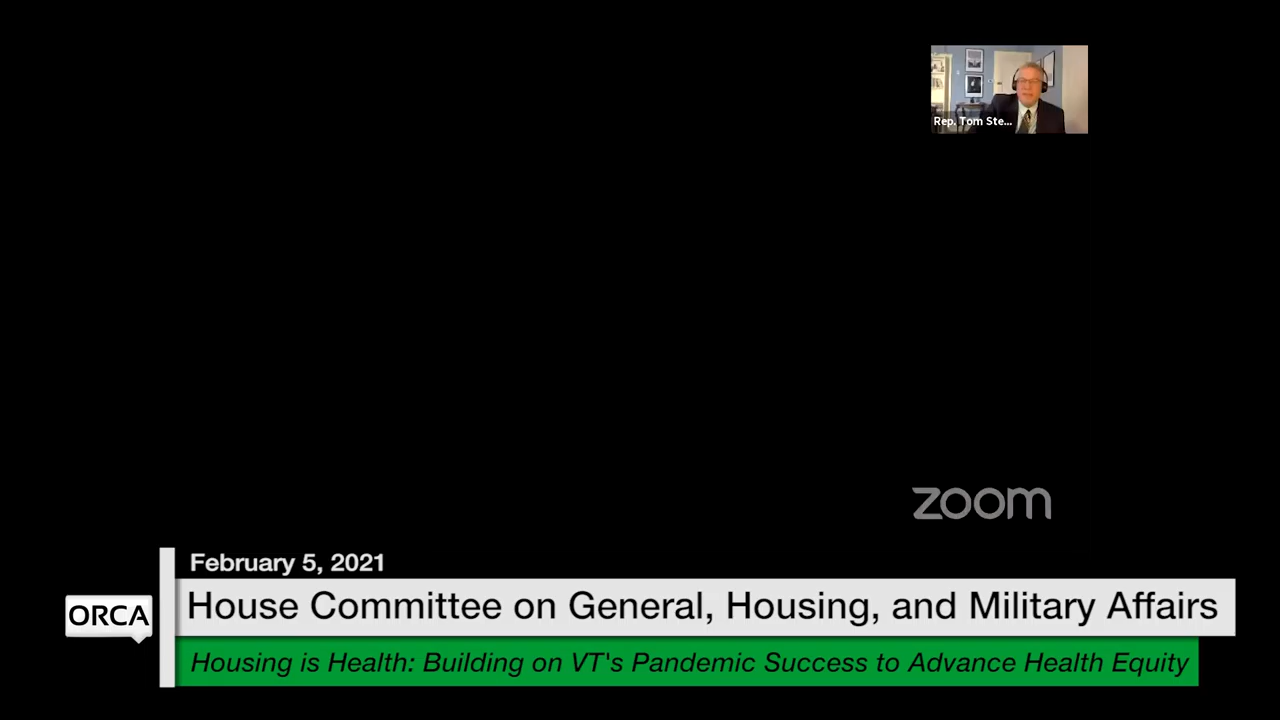 Rep. Tom Ste...
zoom
February 5, 2021
House Committee on General, Housing, and Military Affairs
ORCA
Housing is Health: Building on VT's Pandemic Success to Advance Health Equity